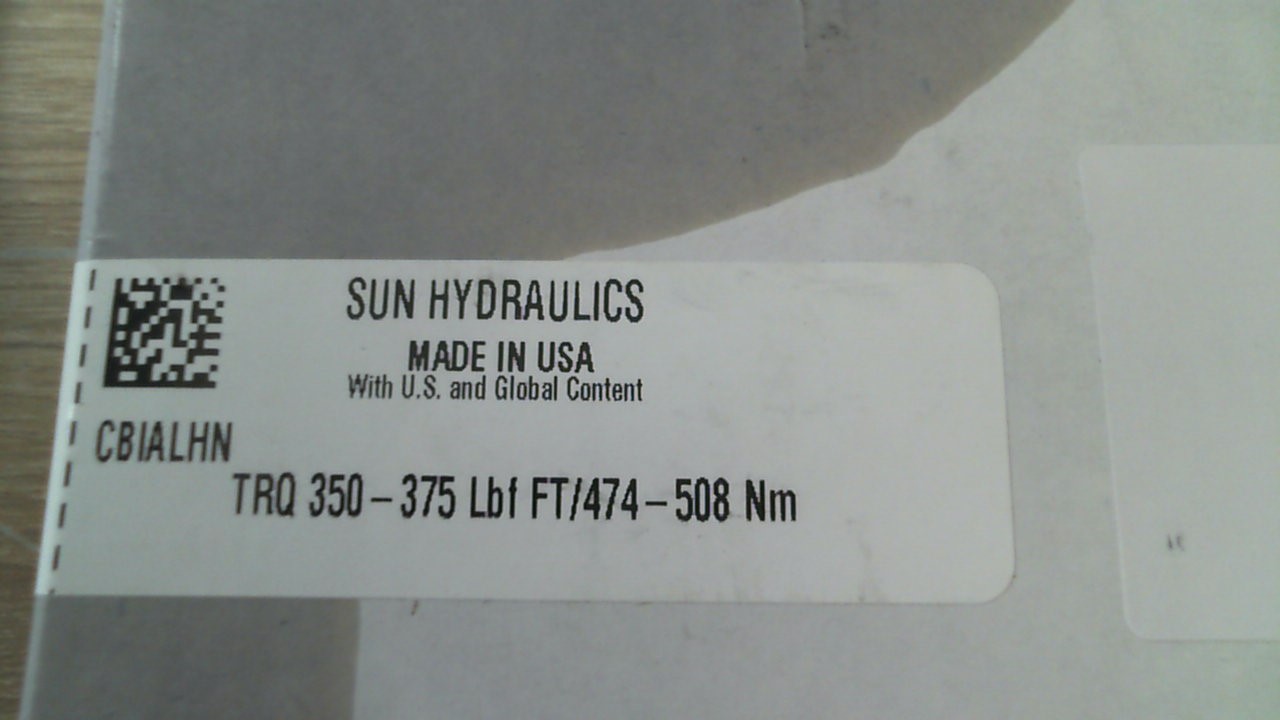 SUN HYDRAULICS
MADE IN USA
With U.S. and Global Content
CBIALHN
TRQ 350-375 Lbf FT/474-508 Nm